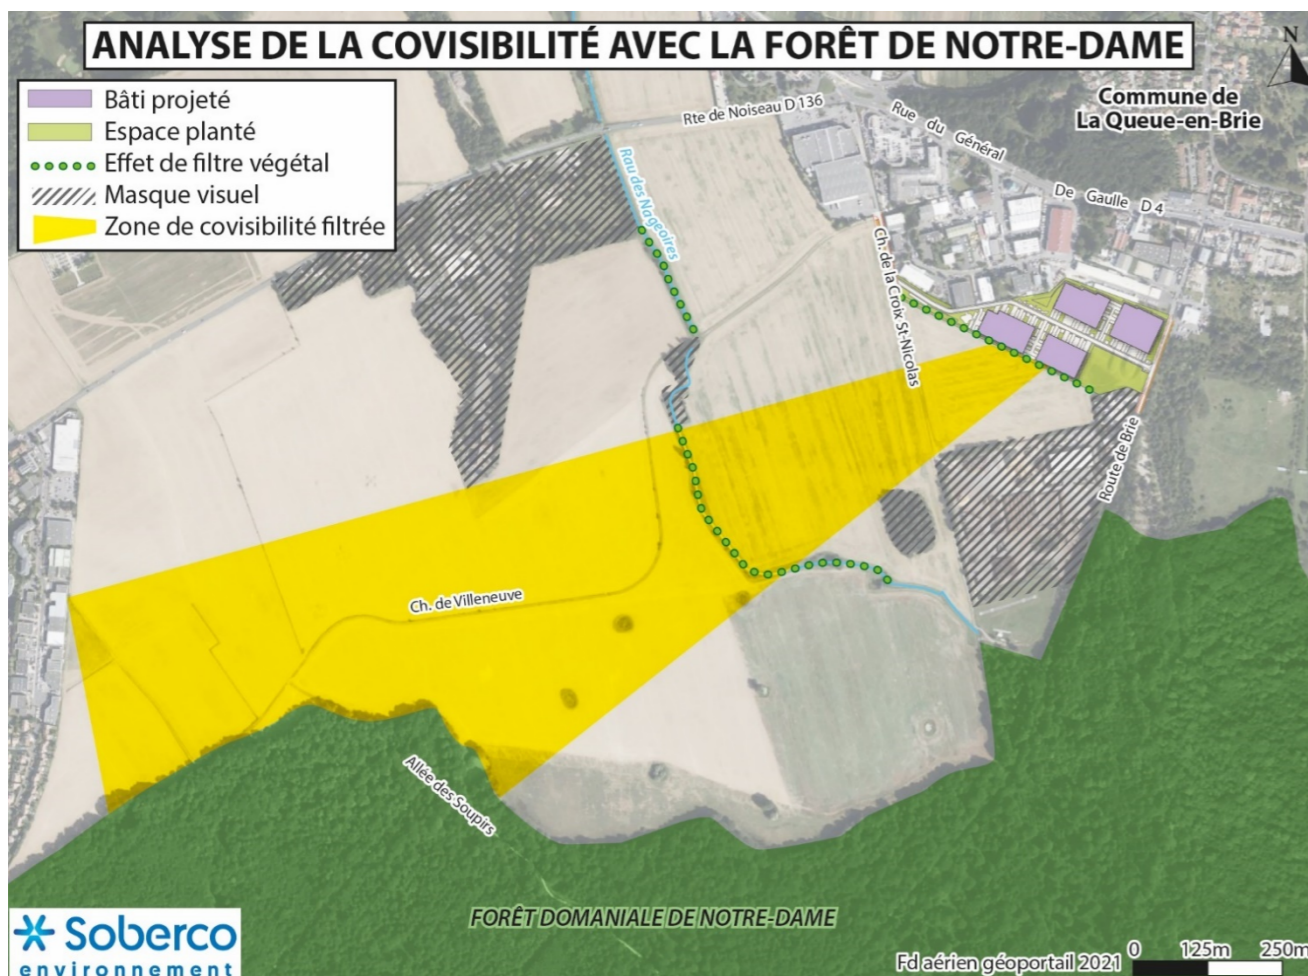 ANALYSE DE LA COVISIBILITÉ AVEC LA FORÊT DE NOTRE-DAME
N
Bâti projeté
Espace planté
Effet de filtre végétal
Masque visuel
Zone de covisibilité filtrée
Commune de
La Queue-en-Brie
Rte de Noiseau D 136
Rue du Général
De Gaulle D 4
Rau des Nageoires
Ch. de la Croix St-Nicolas
Route de Brie
Ch. de Villeneuve
Allée des Soupirs
FORÊT DOMANIALE DE NOTRE-DAME
Soberco
environnement
Fd aérien géoportail 2021
0 125m 250m